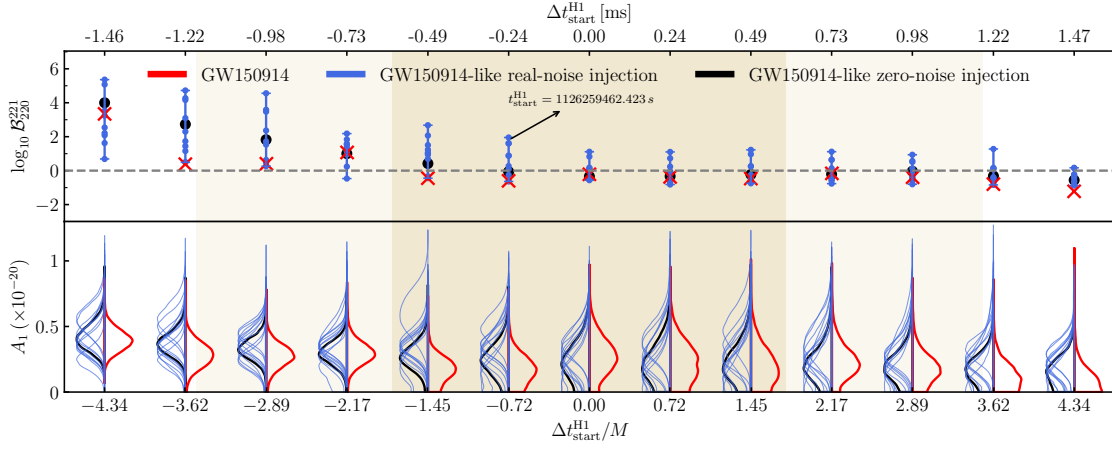 Δt_start^H1 [ms]
-1.46 -1.22 -0.98 -0.73 -0.49 -0.24 0.00 0.24 0.49 0.73 0.98 1.22 1.47
GW150914 GW150914-like real-noise injection GW150914-like zero-noise injection
t_start^H1 = 1126259462.423 s
log₁₀ B_220^221
6
4
2
0
−2
A₁ (×10⁻²⁰)
1
0.5
0
−4.34 −3.62 −2.89 −2.17 −1.45 −0.72 0.00 0.72 1.45 2.17 2.89 3.62 4.34
Δt_start^H1/M